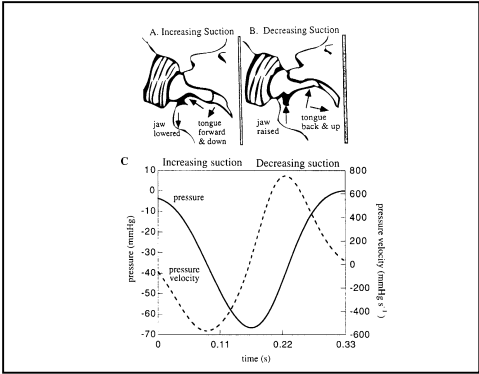 A. Increasing Suction
B. Decreasing Suction
jaw
lowered
tongue
forward
& down
jaw
raised
tongue
back & up
C
Increasing suction
Decreasing suction
10
0
-10
-20
-30
-40
-50
-60
-70
pressure (mmHg)
pressure
pressure
velocity
800
600
400
200
0
-200
-400
-600
pressure velocity (mmHg s⁻¹)
0
0.11
0.22
0.33
time (s)